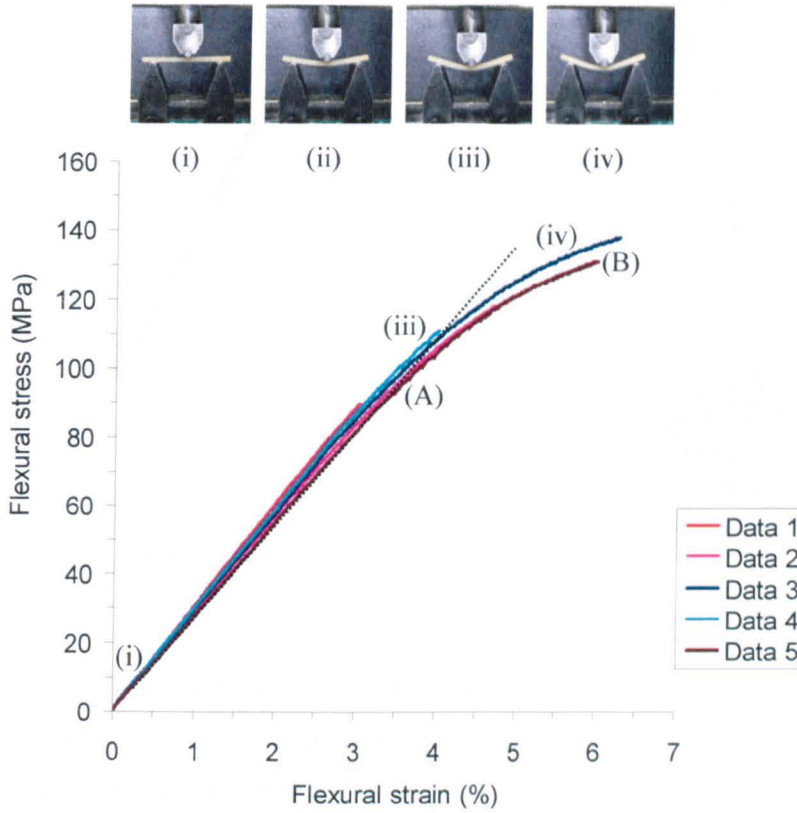 (i) (ii) (iii) (iv)
160
140
120
100
80
60
40
20
0
Flexural stress (MPa)
(iv)
(B)
(iii)
(A)
(i)
Data 1
Data 2
Data 3
Data 4
Data 5
0 1 2 3 4 5 6 7
Flexural strain (%)